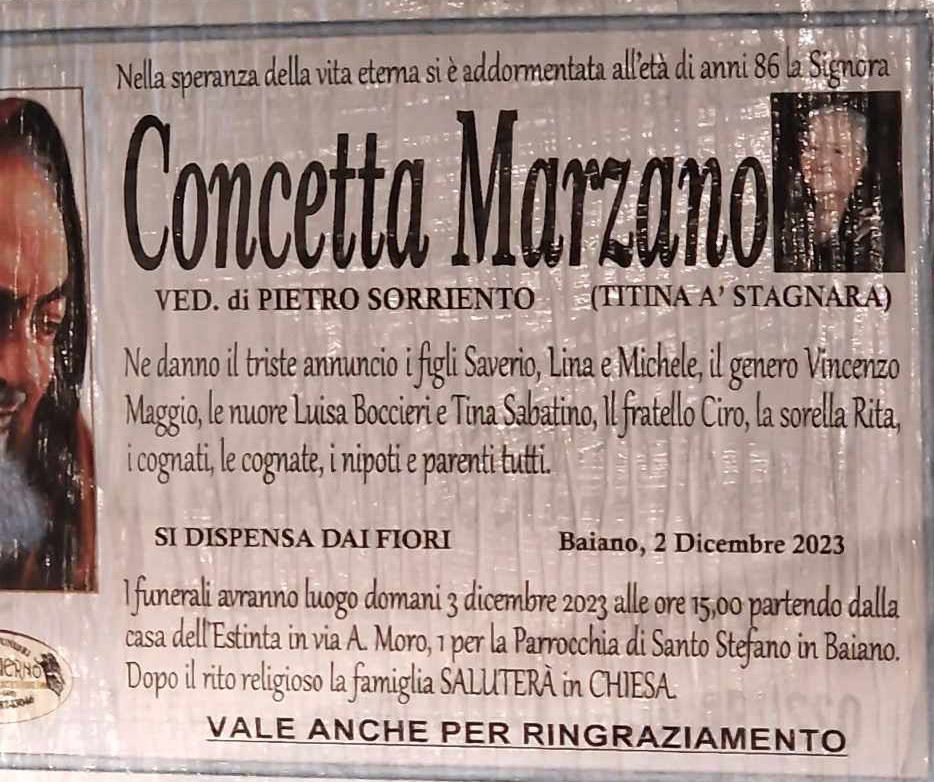 Nella speranza della vita eterna si è addormentata all'età di anni 86 la Signora
Concetta Marzano
VED. di PIETRO SORRIENTO (TITINA A' STAGNARA)
Ne danno il triste annuncio i figli Saverio, Lina e Michele, il genero Vincenzo
Maggio, le nuore Luisa Boccieri e Tina Sabatino, Il fratello Ciro, la sorella Rita,
i cognati, le cognate, i nipoti e parenti tutti.
SI DISPENSA DAI FIORI Baiano, 2 Dicembre 2023
I funerali avranno luogo domani 3 dicembre 2023 alle ore 15,00 partendo dalla
casa dell'Estinta in via A. Moro, 1 per la Parrocchia di Santo Stefano in Baiano.
Dopo il rito religioso la famiglia SALUTERÀ in CHIESA.
VALE ANCHE PER RINGRAZIAMENTO